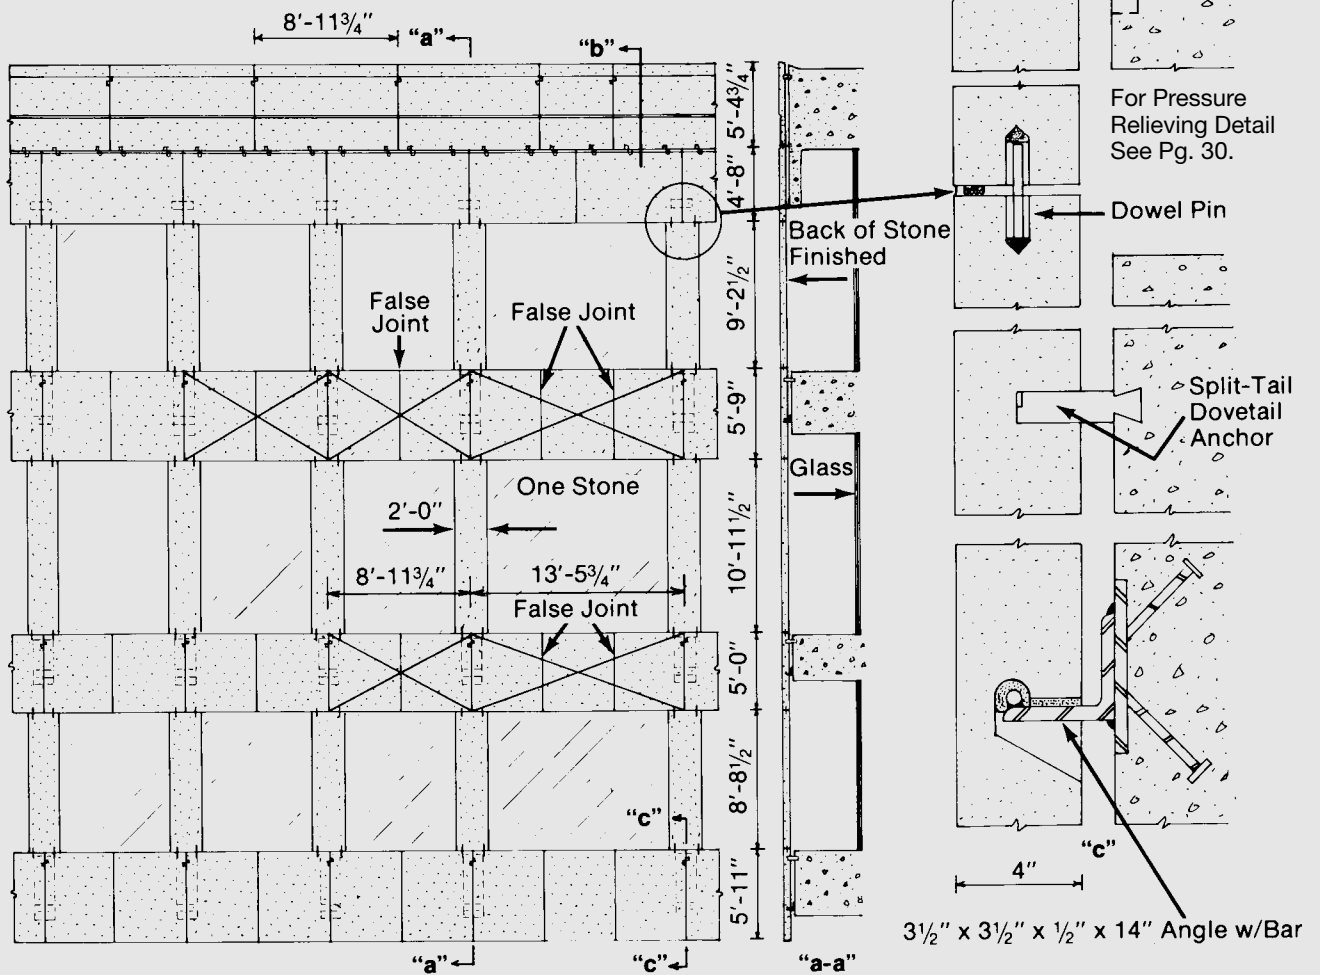 8′-11¾″
“a”
“b”
5′-4¾″
4′-8″
9′-2½″
5′-9″
10′-11½″
5′-0″
8′-8½″
5′-11″
False
Joint
False Joint
One Stone
2′-0″
8′-11¾″
13′-5¾″
False Joint
“c”
“a”
“c”
Back of Stone
Finished
Glass
“a-a”
For Pressure
Relieving Detail
See Pg. 30.
Dowel Pin
Split-Tail
Dovetail
Anchor
“c”
4″
3½″ x 3½″ x ½″ x 14″ Angle w/Bar